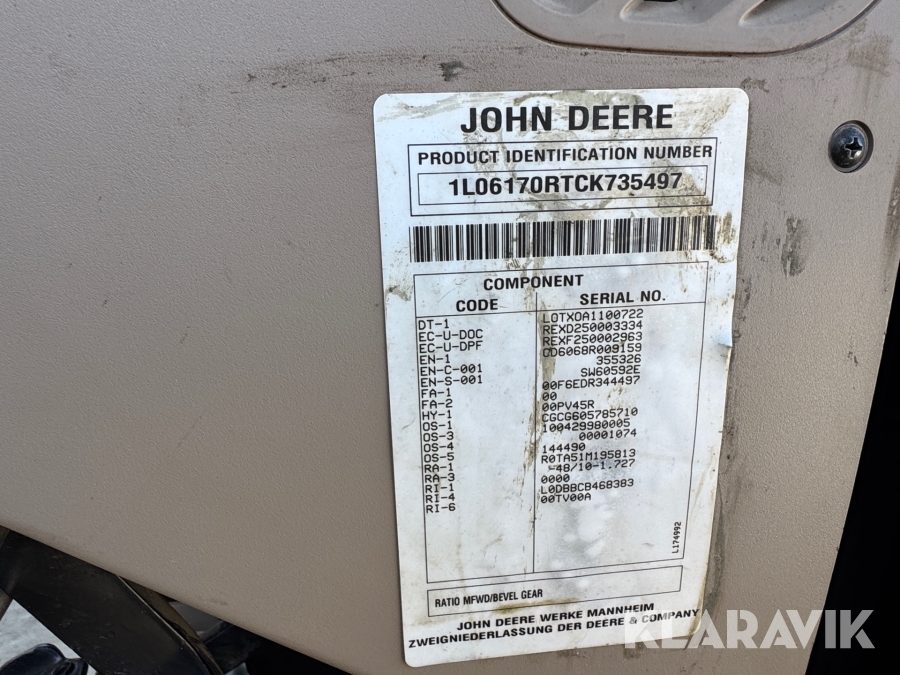 JOHN DEERE
PRODUCT IDENTIFICATION NUMBER
1L06170RTCK735497
COMPONENT
CODE SERIAL NO.
DT-1 LOTXOA1100722
EC-U-DOC REXD250003334
EC-U-DPF REXF250002963
EN-1 CD6068R009159
EN-C-001 355326
EN-S-001 SW60592E
FA-1 00F6EDR344497
FA-2 00
HY-1 00PV45R
OS-1 CGCG605785710
OS-3 100429980005
OS-4 00001074
OS-5 144490
RA-1 R0TA51M195813
RA-3 -48/10-1.727
RI-1 0000
RI-4 L0DBBCB468383
RI-6 00TV00A
L174992
RATIO MFWD/BEVEL GEAR
JOHN DEERE WERKE MANNHEIM
ZWEIGNIEDERLASSUNG DER DEERE & COMPANY
KLARAVIK